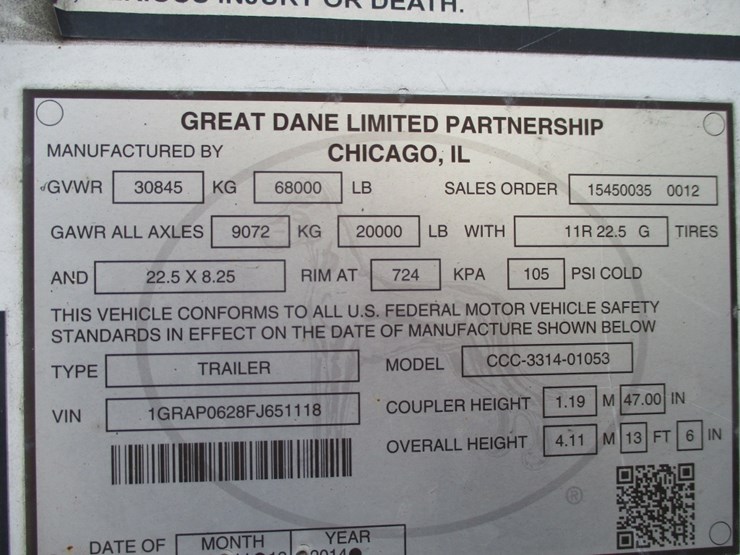 INJURY OR DEATH.
GREAT DANE LIMITED PARTNERSHIP
MANUFACTURED BY CHICAGO, IL
GVWR 30845 KG 68000 LB SALES ORDER 15450035 0012
GAWR ALL AXLES 9072 KG 20000 LB WITH 11R 22.5 G TIRES
AND 22.5 X 8.25 RIM AT 724 KPA 105 PSI COLD
THIS VEHICLE CONFORMS TO ALL U.S. FEDERAL MOTOR VEHICLE SAFETY
STANDARDS IN EFFECT ON THE DATE OF MANUFACTURE SHOWN BELOW
TYPE TRAILER MODEL CCC-3314-01053
VIN 1GRAP0628FJ651118 COUPLER HEIGHT 1.19 M 47.00 IN
OVERALL HEIGHT 4.11 M 13 FT 6 IN
®
DATE OF MONTH YEAR